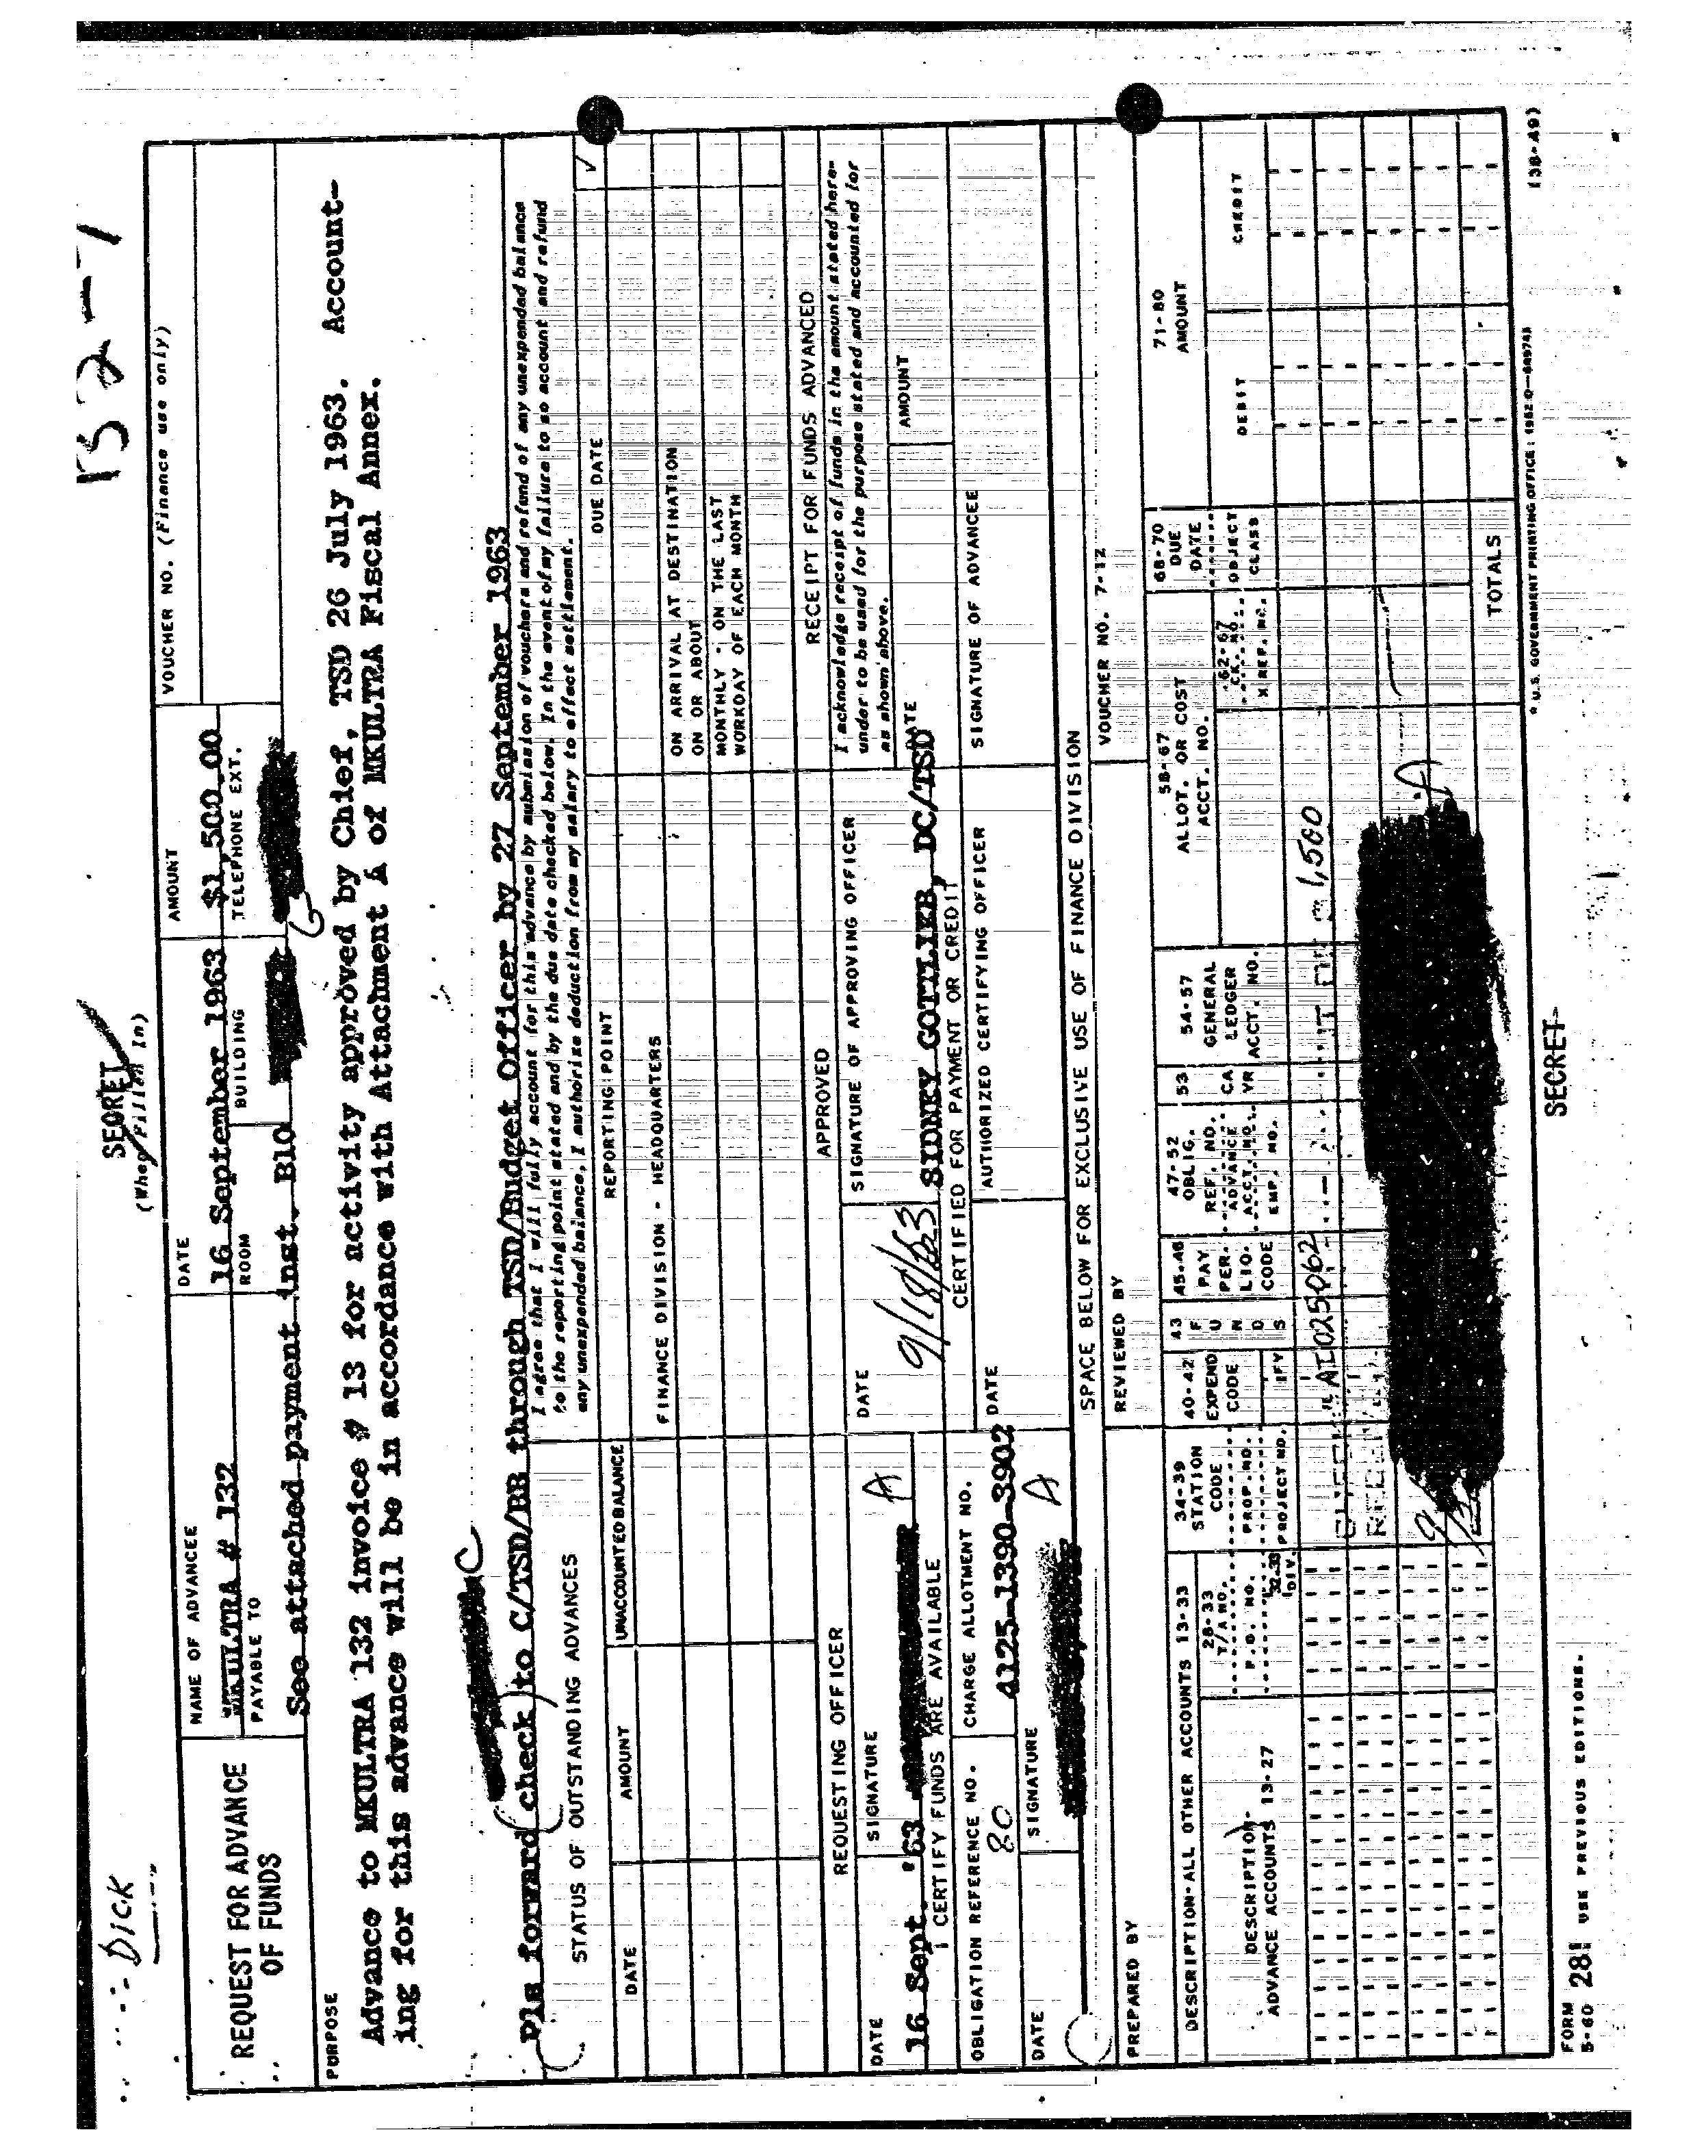 132-7
DICK
SECRET
(When Filled In)
REQUEST FOR ADVANCE
OF FUNDS
NAME OF ADVANCEE
MKULTRA # 132
DATE
16 September 1963
AMOUNT
$1,500.00
VOUCHER NO. (Finance use only)
PAYABLE TO
See attached payment inst.
ROOM
B10
BUILDING
TELEPHONE EXT.
PURPOSE
Advance to MKULTRA 132 invoice # 13 for activity approved by Chief, TSD 26 July 1963. Account-
ing for this advance will be in accordance with Attachment A of MKULTRA Fiscal Annex.
C
Pls forward check to C/TSD/BB through TSD/Budget Officer by 27 September 1963
I agree that I will fully account for this advance by submission of vouchers and refund of any unexpended balance
to the reporting point stated and by the due date checked below. In the event of my failure to so account and refund
any unexpended balance, I authorize deduction from my salary to effect settlement.
STATUS OF OUTSTANDING ADVANCES
REPORTING POINT
DUE DATE
DATE
AMOUNT
UNACCOUNTED BALANCE
FINANCE DIVISION - HEADQUARTERS
ON ARRIVAL AT DESTINATION
ON OR ABOUT
MONTHLY - ON THE LAST
WORKDAY OF EACH MONTH
REQUESTING OFFICER
APPROVED
RECEIPT FOR FUNDS ADVANCED
DATE
16 Sept '63
SIGNATURE
A
DATE
9/18/63
SIGNATURE OF APPROVING OFFICER
SIDNEY GOTTLIEB, DC/TSD
I acknowledge receipt of funds in the amount stated here-
under to be used for the purpose stated and accounted for
as shown above.
DATE
AMOUNT
I CERTIFY FUNDS ARE AVAILABLE
CERTIFIED FOR PAYMENT OR CREDIT
OBLIGATION REFERENCE NO.
80
CHARGE ALLOTMENT NO.
4125-1390-3902
DATE
AUTHORIZED CERTIFYING OFFICER
SIGNATURE OF ADVANCEE
DATE
SIGNATURE
A
SPACE BELOW FOR EXCLUSIVE USE OF FINANCE DIVISION
PREPARED BY
REVIEWED BY
VOUCHER NO. 7-12
DESCRIPTION-ALL OTHER ACCOUNTS 13-33
DESCRIPTION-
ADVANCE ACCOUNTS 13-27
28-33
T/A NO.
P.O. NO.
32-33
DIV.
34-39
STATION
CODE
PROP. NO.
PROJECT NO.
40-42
EXPEND
CODE
FY
43
F
U
N
D
S
45-46
PAY
PER.
LIQ.
CODE
47-52
OBLIG.
REF. NO.
ADVANCE
ACCT. NO.
EMP. NO.
53
CA
YR
54-57
GENERAL
LEDGER
ACCT. NO.
58-67
ALLOT. OR COST
ACCT. NO.
62-67
CK. NO.
X REF. NO.
68-70
DUE
DATE
OBJECT
CLASS
71-80
AMOUNT
DEBIT
CREDIT
AI025062
1,500
A
TOTALS
FORM
5-60 281 USE PREVIOUS EDITIONS.
SECRET
* U.S. GOVERNMENT PRINTING OFFICE: 1962 O-649743
(38-49)